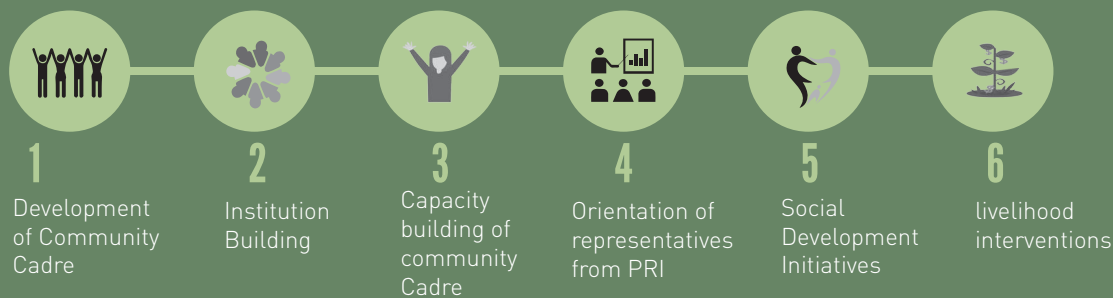 1
Development
of Community
Cadre
2
Institution
Building
3
Capacity
building of
community
Cadre
4
Orientation of
representatives
from PRI
5
Social
Development
Initiatives
6
livelihood
interventions